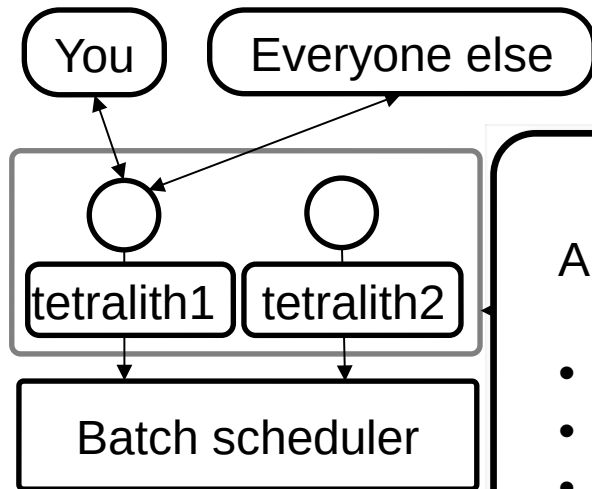 You
Everyone else
tetralith1
tetralith2
A
•
•
•
Batch scheduler